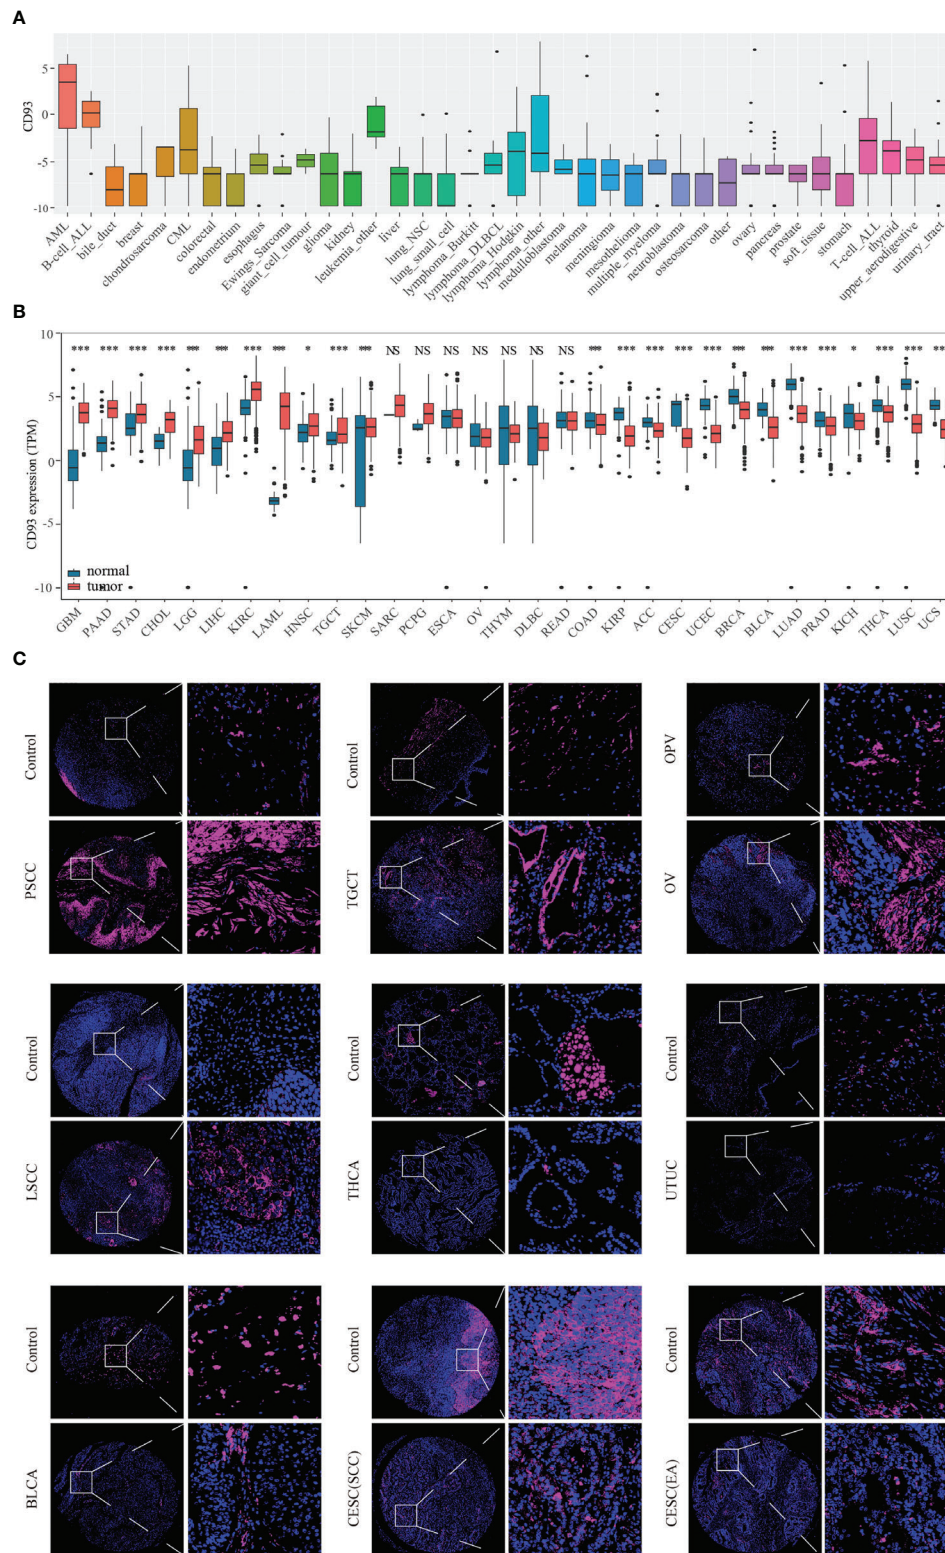 A
CD93
5
0
-5
-10
AML
B-cell_ALL
bile_duct
breast
chondrosarcoma
CML
colorectal
endometrium
esophagus
Ewings_Sarcoma
giant_cell_tumour
glioma
kidney
leukemia_other
liver
lung_NSC
lung_small_cell
lymphoma_Burkitt
lymphoma_DLBCL
lymphoma_Hodgkin
lymphoma_other
medulloblastoma
melanoma
meningioma
mesothelioma
multiple_myeloma
neuroblastoma
osteosarcoma
other
ovary
pancreas
prostate
soft_tissue
stomach
T-cell_ALL
thyroid
upper_aerodigestive
urinary_tract
B
CD93 expression (TPM)
10
5
0
-5
-10
*** *** *** *** *** *** *** *** * *** *** NS NS NS NS NS NS NS *** *** *** *** *** *** *** *** *** * *** *** **
normal
tumor
GBM
PAAD
STAD
CHOL
LGG
LIHC
KIRC
LAML
HNSC
TGCT
SKCM
SARC
PCPG
ESCA
OV
THYM
DLBC
READ
COAD
KIRP
ACC
CESC
UCEC
BRCA
BLCA
LUAD
PRAD
KICH
THCA
LUSC
UCS
C
Control
Control
OPV
PSCC
TGCT
OV
Control
Control
Control
LSCC
THCA
UTUC
Control
Control
Control
BLCA
CESC(SCC)
CESC(EA)